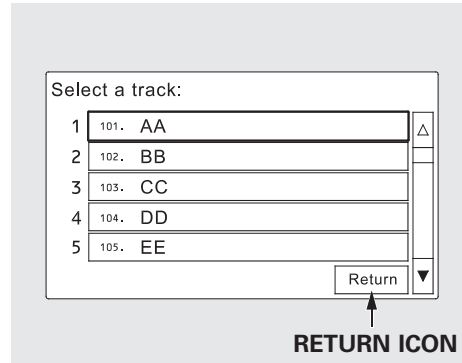 Select a track:
1 101. AA
2 102. BB
3 103. CC
4 104. DD
5 105. EE
Return
RETURN ICON